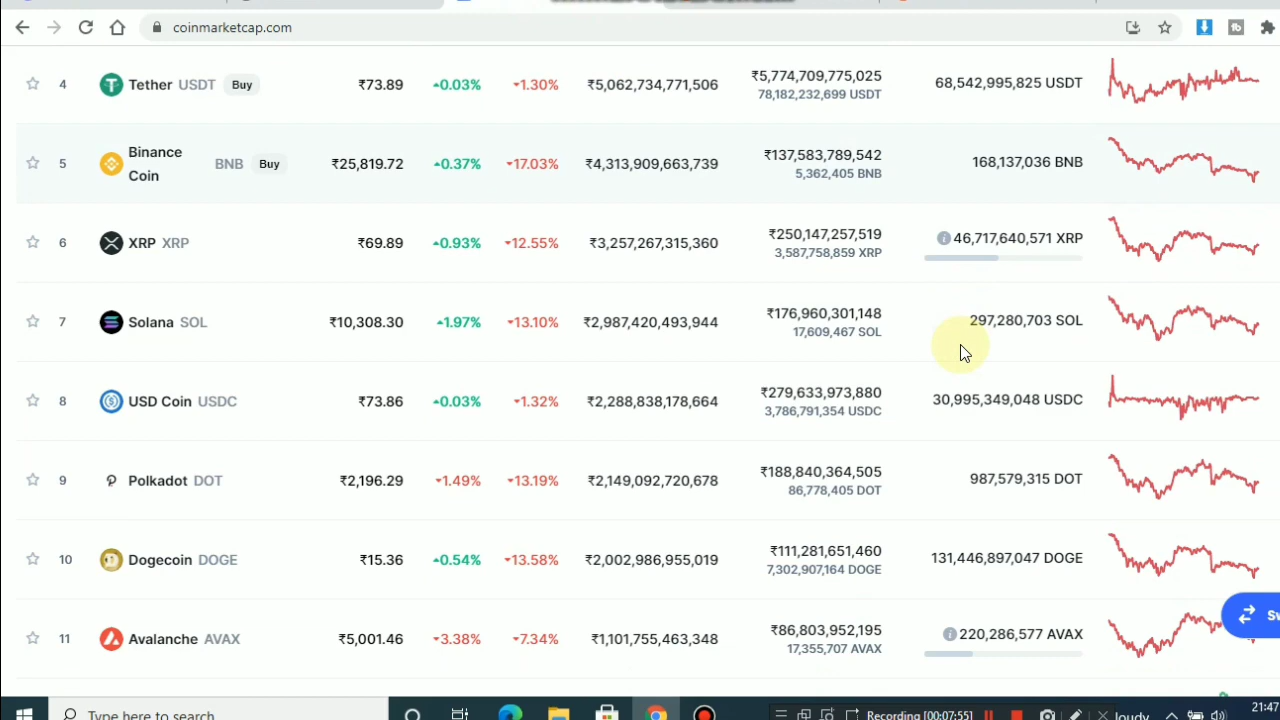 coinmarketcap.com
4 Tether USDT Buy ₹73.89 0.03% 1.30% ₹5,062,734,771,506 ₹5,774,709,775,025 68,542,995,825 USDT
78,182,232,699 USDT
5 Binance Coin BNB Buy ₹25,819.72 0.37% 17.03% ₹4,313,909,663,739 ₹137,583,789,542 168,137,036 BNB
5,362,405 BNB
6 XRP XRP ₹69.89 0.93% 12.55% ₹3,257,267,315,360 ₹250,147,257,519 46,717,640,571 XRP
3,587,758,859 XRP
7 Solana SOL ₹10,308.30 1.97% 13.10% ₹2,987,420,493,944 ₹176,960,301,148 297,280,703 SOL
17,609,467 SOL
8 USD Coin USDC ₹73.86 0.03% 1.32% ₹2,288,838,178,664 ₹279,633,973,880 30,995,349,048 USDC
3,786,791,354 USDC
9 Polkadot DOT ₹2,196.29 1.49% 13.19% ₹2,149,092,720,678 ₹188,840,364,505 987,579,315 DOT
86,778,405 DOT
10 Dogecoin DOGE ₹15.36 0.54% 13.58% ₹2,002,986,955,019 ₹111,281,651,460 131,446,897,047 DOGE
7,302,907,164 DOGE
11 Avalanche AVAX ₹5,001.46 3.38% 7.34% ₹1,101,755,463,348 ₹86,803,952,195 220,286,577 AVAX
17,355,707 AVAX
Type here to search Recording [00:07:55] loudy 21:47